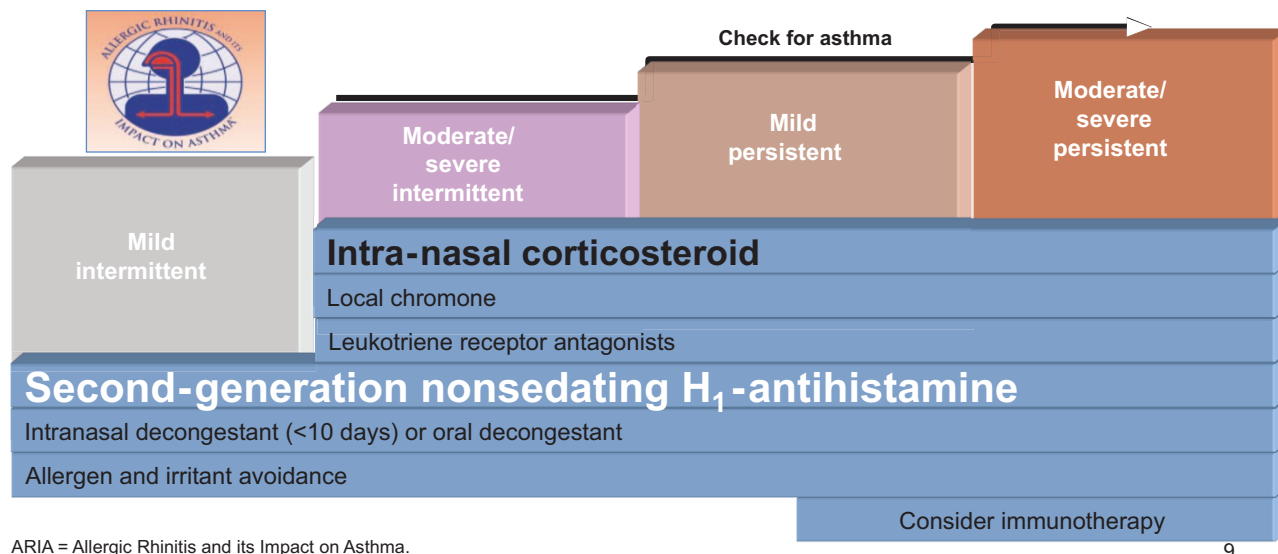 ALLERGIC RHINITIS AND ITS
IMPACT ON ASTHMA
Check for asthma
Moderate/
severe
persistent
Mild
persistent
Moderate/
severe
intermittent
Mild
intermittent
Intra-nasal corticosteroid
Local chromone
Leukotriene receptor antagonists
Second-generation nonsedating H₁-antihistamine
Intranasal decongestant (<10 days) or oral decongestant
Allergen and irritant avoidance
Consider immunotherapy
ARIA = Allergic Rhinitis and its Impact on Asthma.
9